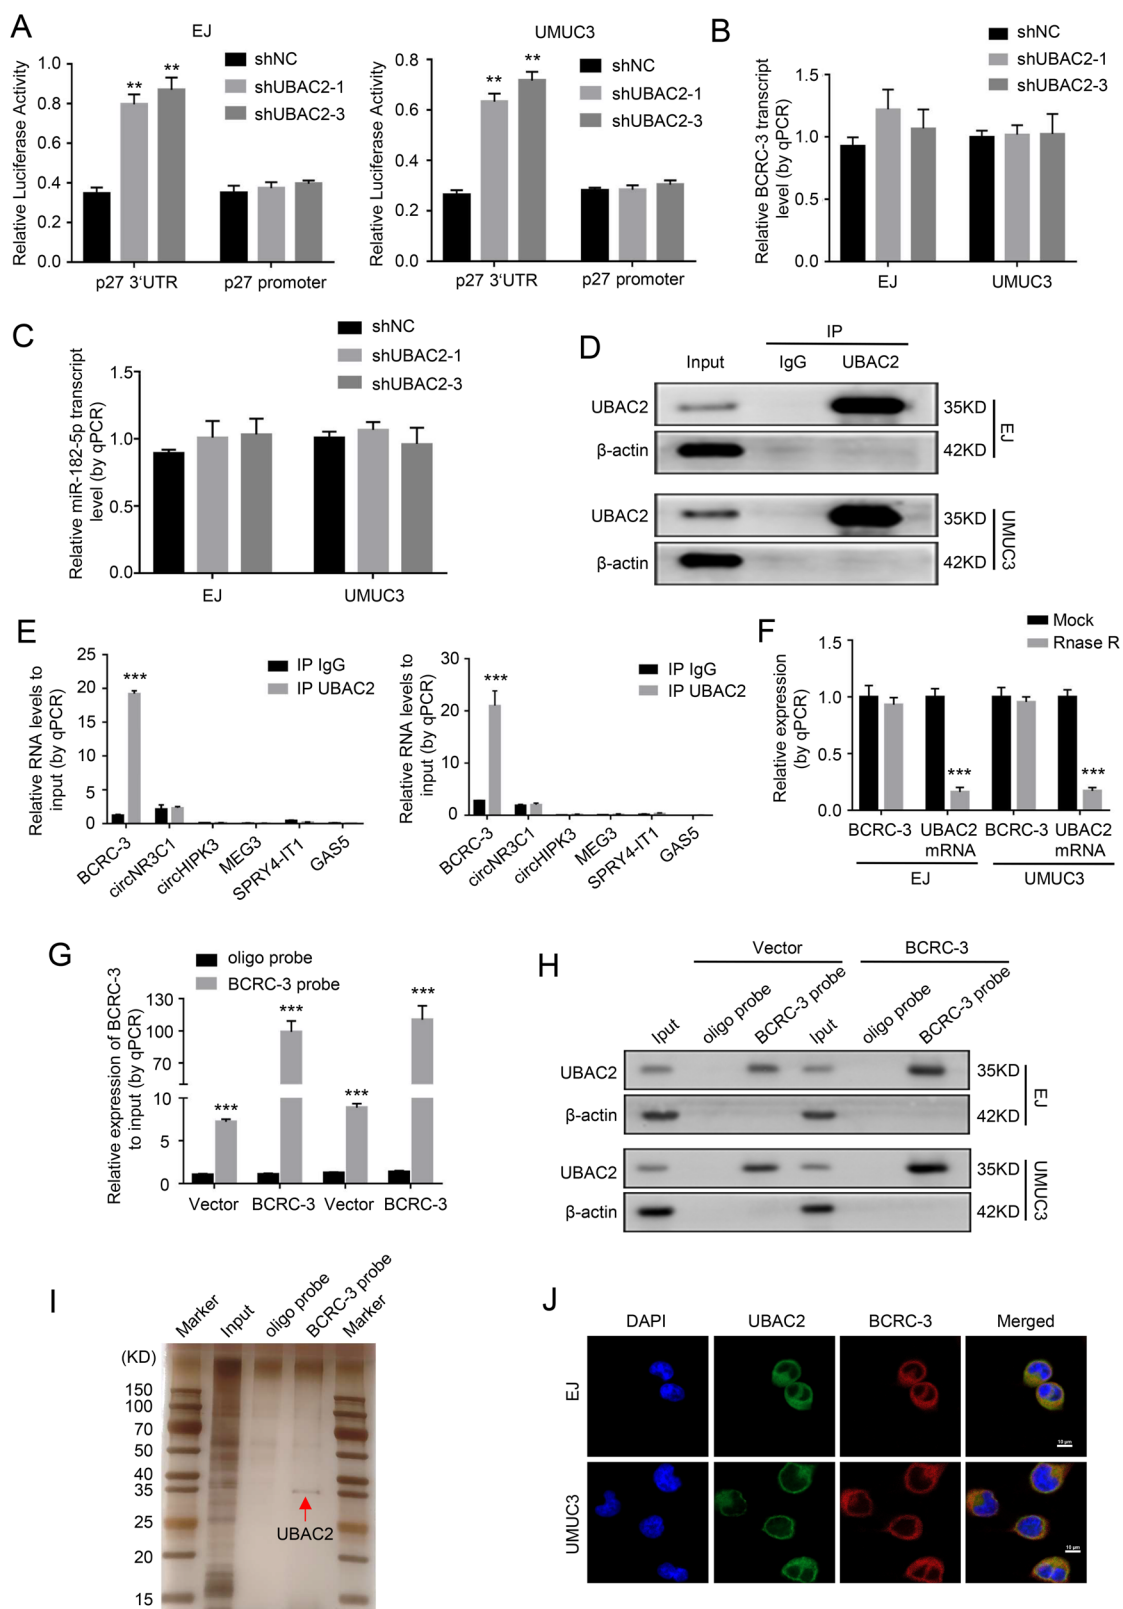 A
EJ
shNC
shUBAC2-1
shUBAC2-3
Relative Luciferase Activity
1.0
0.8
0.6
0.4
0.2
0.0
**
**
p27 3'UTR
p27 promoter
UMUC3
shNC
shUBAC2-1
shUBAC2-3
Relative Luciferase Activity
0.8
0.6
0.4
0.2
0.0
**
**
p27 3'UTR
p27 promoter
B
shNC
shUBAC2-1
shUBAC2-3
Relative BCRC-3 transcript
level (by qPCR)
1.5
1.0
0.5
0.0
EJ
UMUC3
C
shNC
shUBAC2-1
shUBAC2-3
Relative miR-182-5p transcript
level (by qPCR)
1.5
1.0
0.5
0.0
EJ
UMUC3
D
IP
Input
IgG
UBAC2
UBAC2
35KD
β-actin
42KD
EJ
UBAC2
35KD
β-actin
42KD
UMUC3
E
IP IgG
IP UBAC2
Relative RNA levels to
input (by qPCR)
25
20
15
10
5
0
***
BCRC-3
circNR3C1
circHIPK3
MEG3
SPRY4-IT1
GAS5
IP IgG
IP UBAC2
Relative RNA levels to
input (by qPCR)
30
20
10
0
***
BCRC-3
circNR3C1
circHIPK3
MEG3
SPRY4-IT1
GAS5
F
Mock
Rnase R
Relative expression
(by qPCR)
1.5
1.0
0.5
0.0
***
***
BCRC-3
UBAC2
mRNA
BCRC-3
UBAC2
mRNA
EJ
UMUC3
G
oligo probe
BCRC-3 probe
Relative expression of BCRC-3
to input (by qPCR)
130
100
70
10
5
0
***
***
***
***
Vector
BCRC-3
Vector
BCRC-3
H
Vector
BCRC-3
Iput
oligo probe
BCRC-3 probe
Iput
oligo probe
BCRC-3 probe
UBAC2
35KD
β-actin
42KD
EJ
UBAC2
35KD
β-actin
42KD
UMUC3
I
Marker
Input
oligo probe
BCRC-3 probe
Marker
(KD)
150
100
70
50
40
35
25
20
15
UBAC2
J
DAPI
UBAC2
BCRC-3
Merged
EJ
10 μm
UMUC3
10 μm